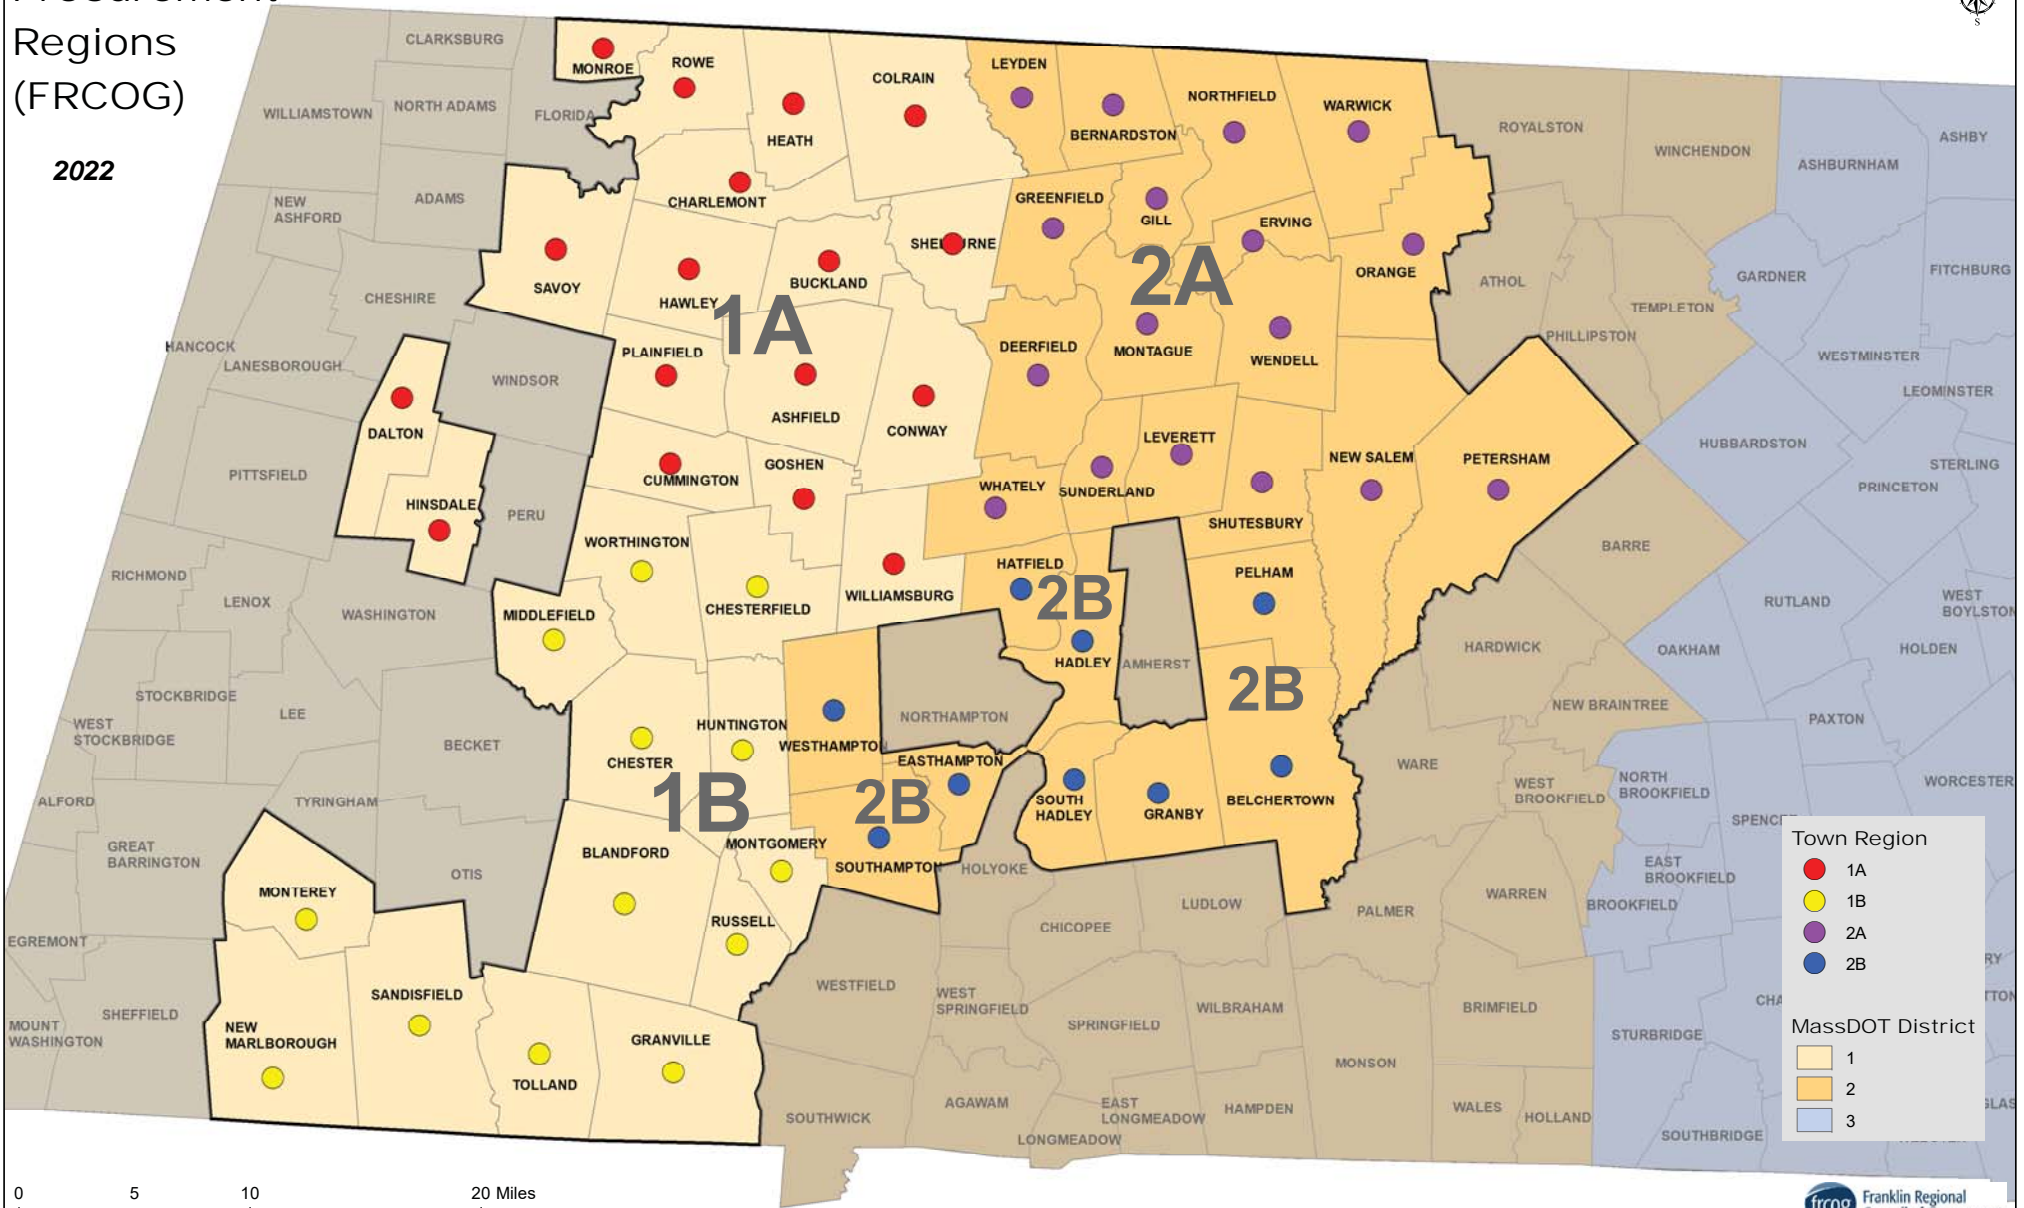 Regions
(FRCOG)
2022
S
CLARKSBURG
MONROE
ROWE
COLRAIN
LEYDEN
WILLIAMSTOWN
NORTH ADAMS
FLORIDA
HEATH
BERNARDSTON
NORTHFIELD
WARWICK
ROYALSTON
WINCHENDON
ASHBURNHAM
ASHBY
NEW
ASHFORD
ADAMS
CHARLEMONT
GREENFIELD
GILL
ERVING
SAVOY
HAWLEY
BUCKLAND
SHELBURNE
2A
ORANGE
ATHOL
GARDNER
FITCHBURG
CHESHIRE
1A
TEMPLETON
PHILLIPSTON
HANCOCK
LANESBOROUGH
WINDSOR
PLAINFIELD
DEERFIELD
MONTAGUE
WENDELL
WESTMINSTER
LEOMINSTER
DALTON
ASHFIELD
CONWAY
LEVERETT
HUBBARDSTON
PITTSFIELD
CUMMINGTON
GOSHEN
NEW SALEM
PETERSHAM
STERLING
HINSDALE
PERU
WHATELY
SUNDERLAND
SHUTESBURY
PRINCETON
WORTHINGTON
BARRE
RICHMOND
LENOX
WASHINGTON
MIDDLEFIELD
CHESTERFIELD
WILLIAMSBURG
HATFIELD
2B
PELHAM
RUTLAND
WEST
BOYLSTON
HADLEY
AMHERST
HARDWICK
OAKHAM
HOLDEN
STOCKBRIDGE
LEE
2B
NEW BRAINTREE
WEST
STOCKBRIDGE
BECKET
HUNTINGTON
WESTHAMPTON
NORTHAMPTON
PAXTON
CHESTER
EASTHAMPTON
WARE
ALFORD
TYRINGHAM
1B
2B
SOUTH
HADLEY
GRANBY
BELCHERTOWN
WEST
BROOKFIELD
NORTH
BROOKFIELD
WORCESTER
GREAT
BARRINGTON
OTIS
BLANDFORD
MONTGOMERY
SOUTHAMPTON
HOLYOKE
EAST
BROOKFIELD
MONTEREY
RUSSELL
CHICOPEE
LUDLOW
PALMER
WARREN
BROOKFIELD
EGREMONT
SHEFFIELD
SANDISFIELD
WESTFIELD
WEST
SPRINGFIELD
SPRINGFIELD
WILBRAHAM
BRIMFIELD
STURBRIDGE
MOUNT
WASHINGTON
NEW
MARLBOROUGH
TOLLAND
GRANVILLE
MONSON
SOUTHWICK
AGAWAM
EAST
LONGMEADOW
LONGMEADOW
HAMPDEN
WALES
HOLLAND
SOUTHBRIDGE
Town Region
1A
1B
2A
2B
MassDOT District
1
2
3
0 5 10 20 Miles
frcog
Franklin Regional